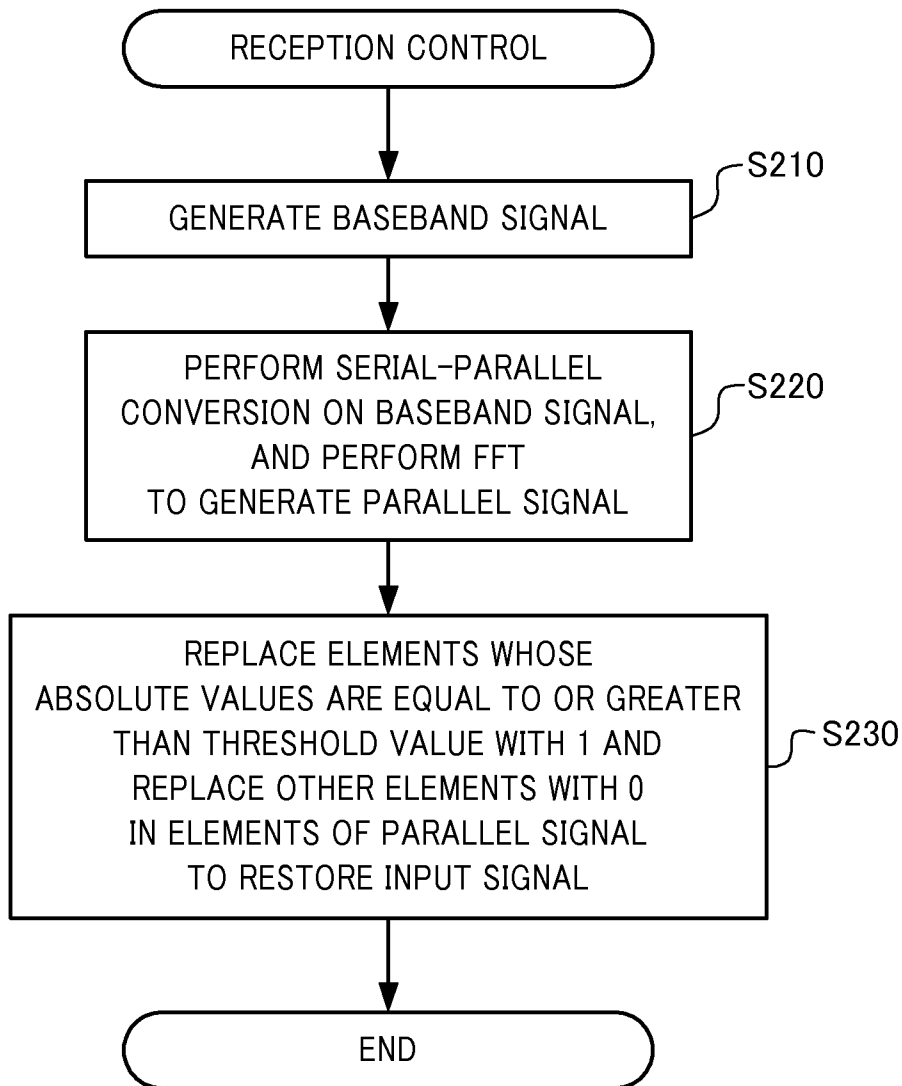 RECEPTION CONTROL
S210
GENERATE BASEBAND SIGNAL
PERFORM SERIAL-PARALLEL
S220
CONVERSION ON BASEBAND SIGNAL,
AND PERFORM FFT
TO GENERATE PARALLEL SIGNAL
REPLACE ELEMENTS WHOSE
ABSOLUTE VALUES ARE EQUAL TO OR GREATER
THAN THRESHOLD VALUE WITH 1 AND
S230
REPLACE OTHER ELEMENTS WITH 0
IN ELEMENTS OF PARALLEL SIGNAL
TO RESTORE INPUT SIGNAL
END